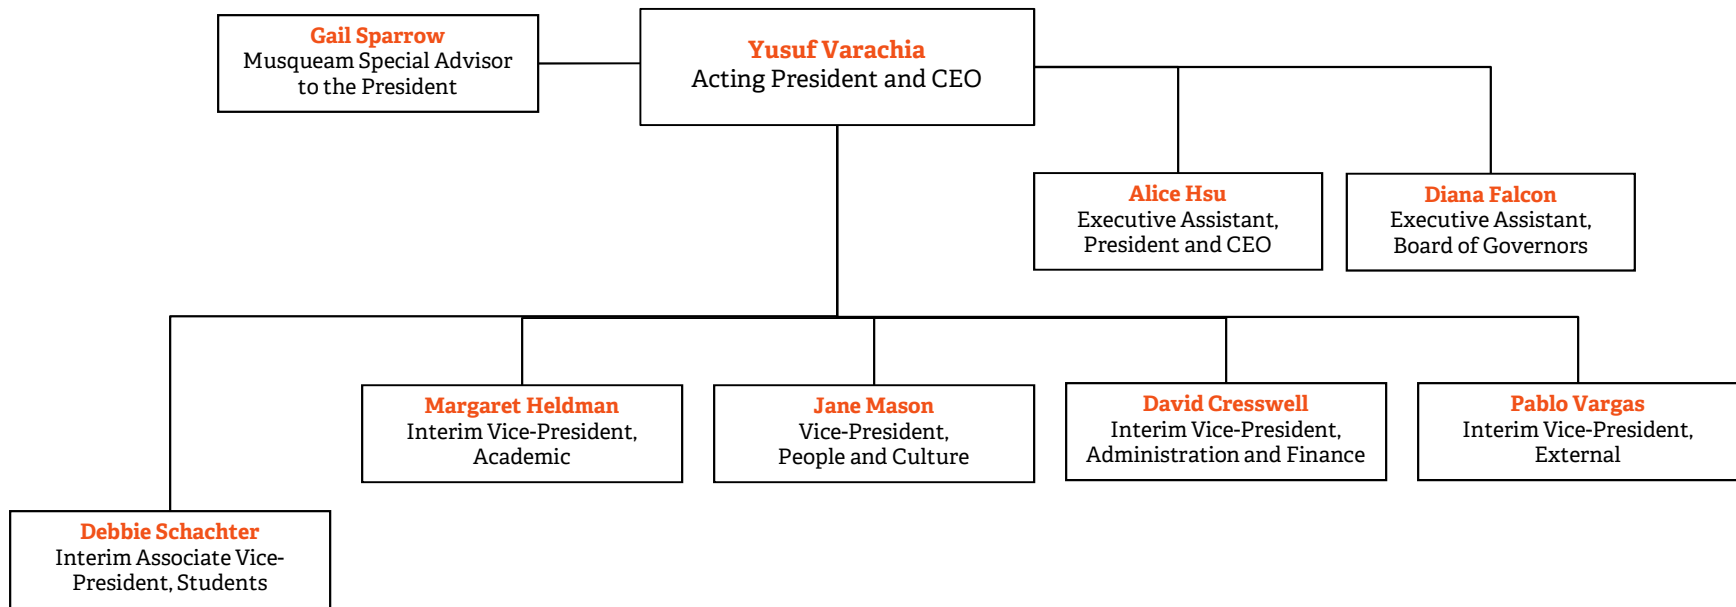 Gail Sparrow
Musqueam Special Advisor
to the President
Yusuf Varachia
Acting President and CEO
Alice Hsu
Executive Assistant,
President and CEO
Diana Falcon
Executive Assistant,
Board of Governors
Margaret Heldman
Interim Vice-President,
Academic
Jane Mason
Vice-President,
People and Culture
David Cresswell
Interim Vice-President,
Administration and Finance
Pablo Vargas
Interim Vice-President,
External
Debbie Schachter
Interim Associate Vice-
President, Students